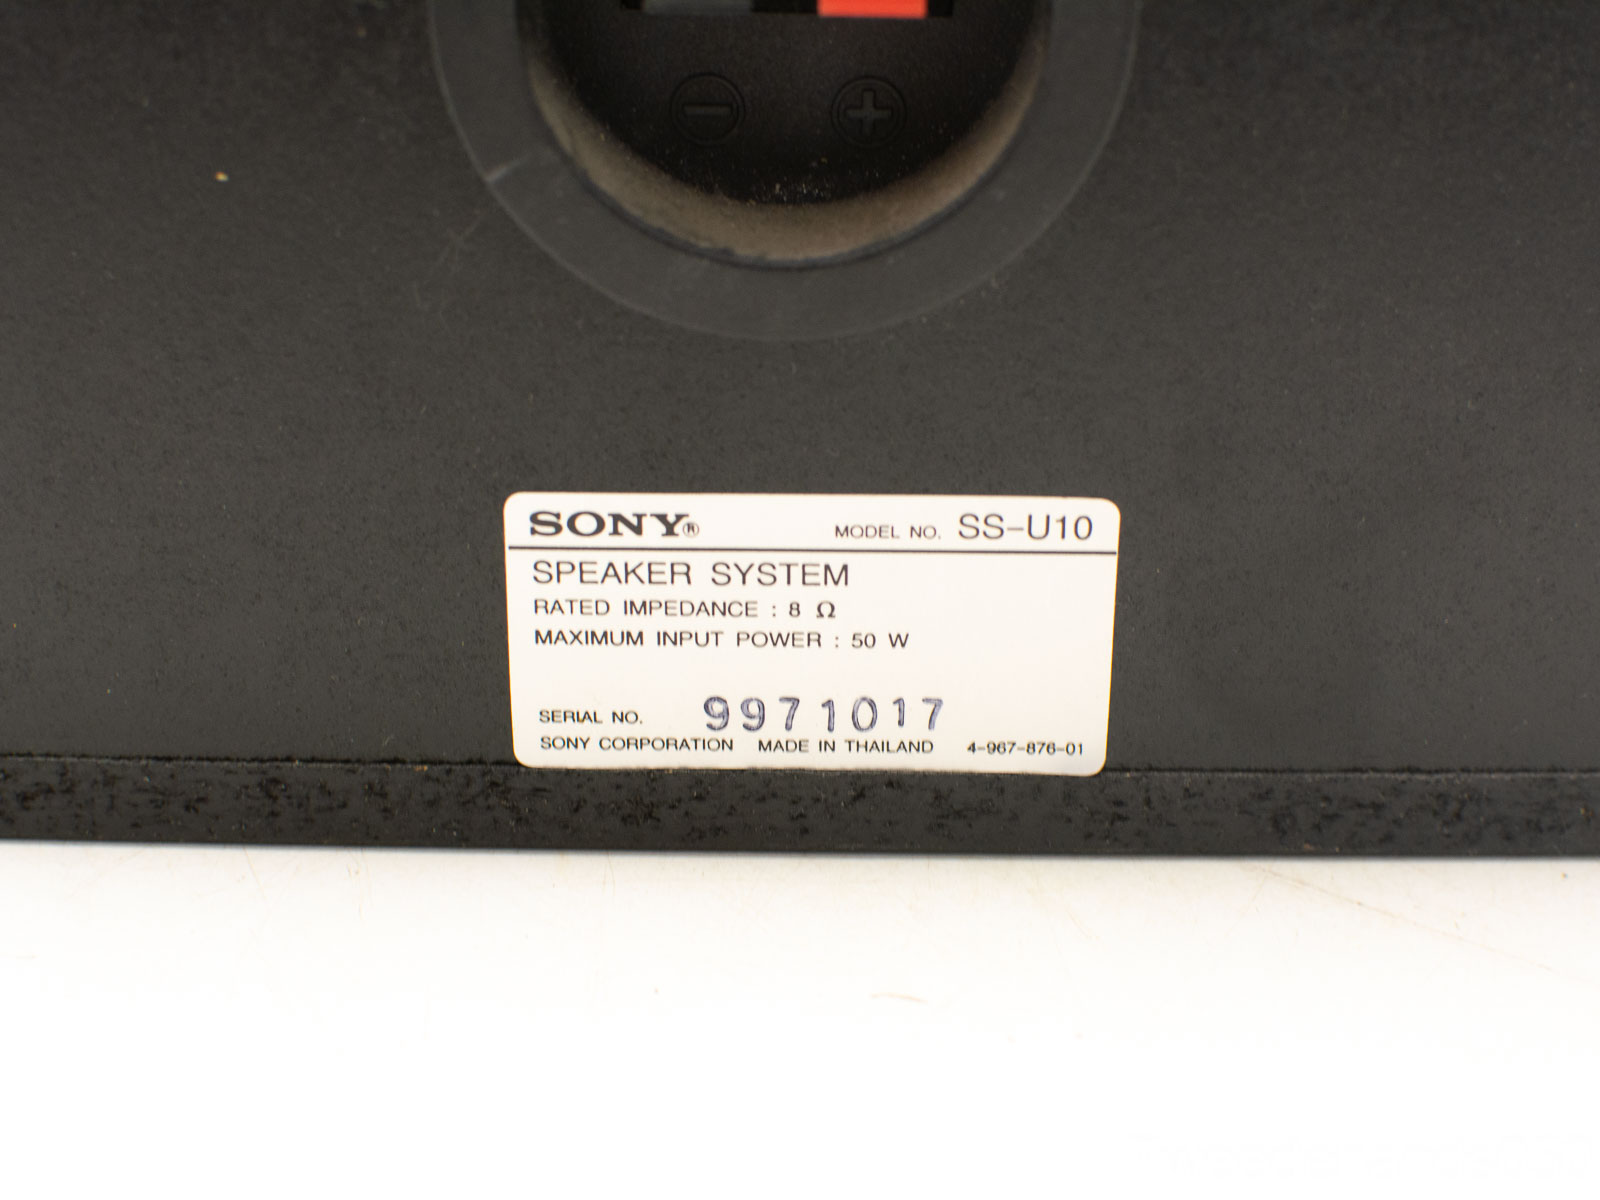 − +
SONY®
MODEL NO. SS-U10
SPEAKER SYSTEM
RATED IMPEDANCE : 8 Ω
MAXIMUM INPUT POWER : 50 W
SERIAL NO. 9971017
SONY CORPORATION MADE IN THAILAND 4-967-876-01